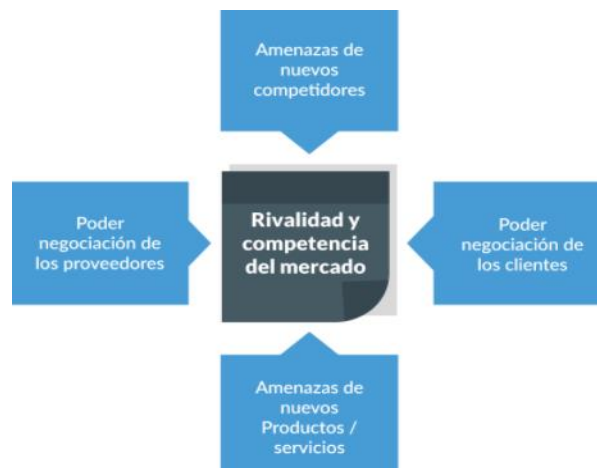 Amenazas de
nuevos
competidores
Poder
negociación de
los proveedores
Rivalidad y
competencia
del mercado
Poder
negociación de
los clientes
Amenazas de
nuevos
Productos /
servicios